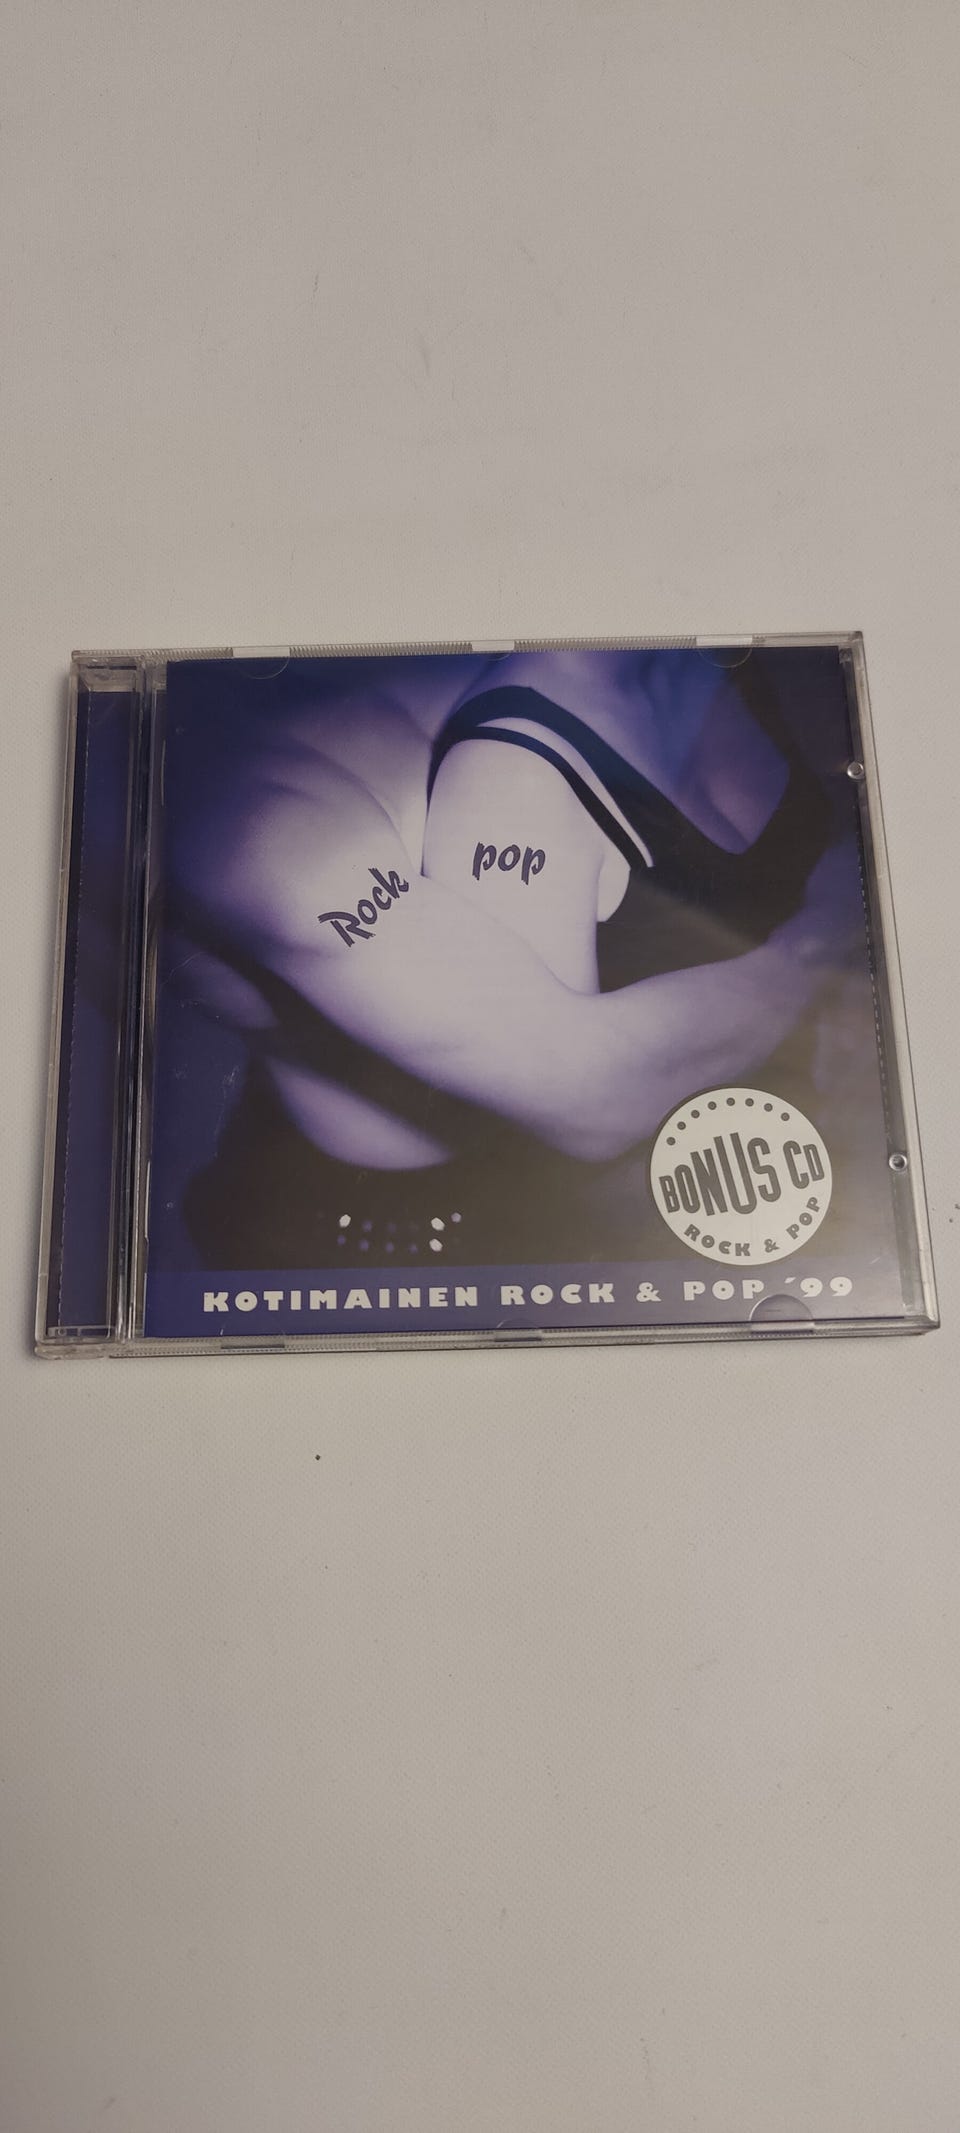 Rock
pop
BONUS CD
ROCK & POP
KOTIMAINEN ROCK & POP ´99